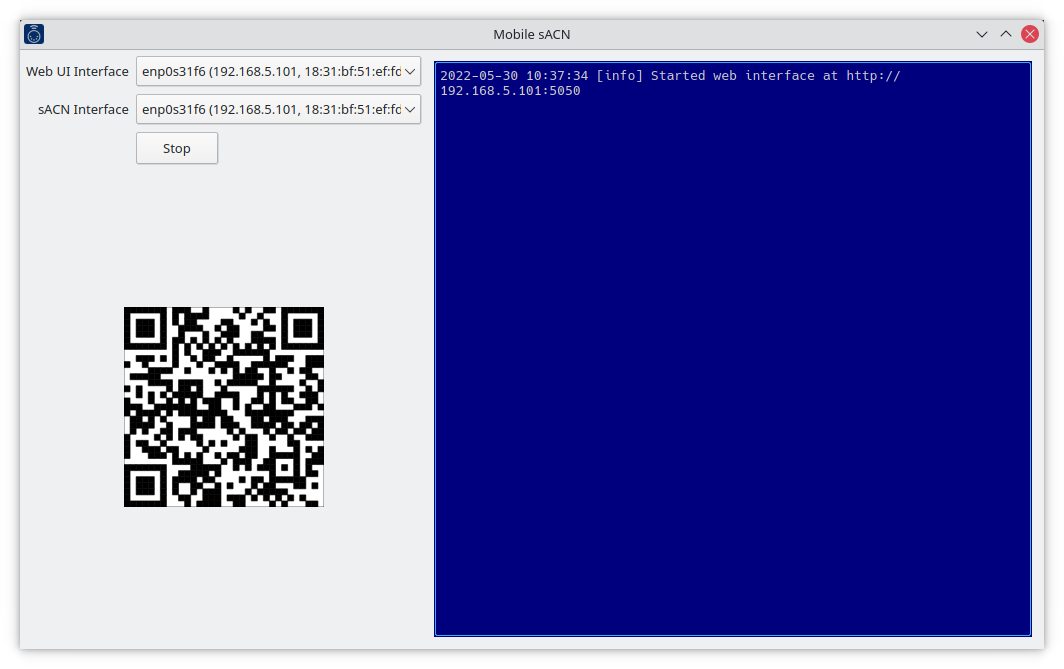 Mobile sACN
Web UI Interface
enp0s31f6 (192.168.5.101, 18:31:bf:51:ef:fd
sACN Interface
enp0s31f6 (192.168.5.101, 18:31:bf:51:ef:fd
Stop
2022-05-30 10:37:34 [info] Started web interface at http://
192.168.5.101:5050